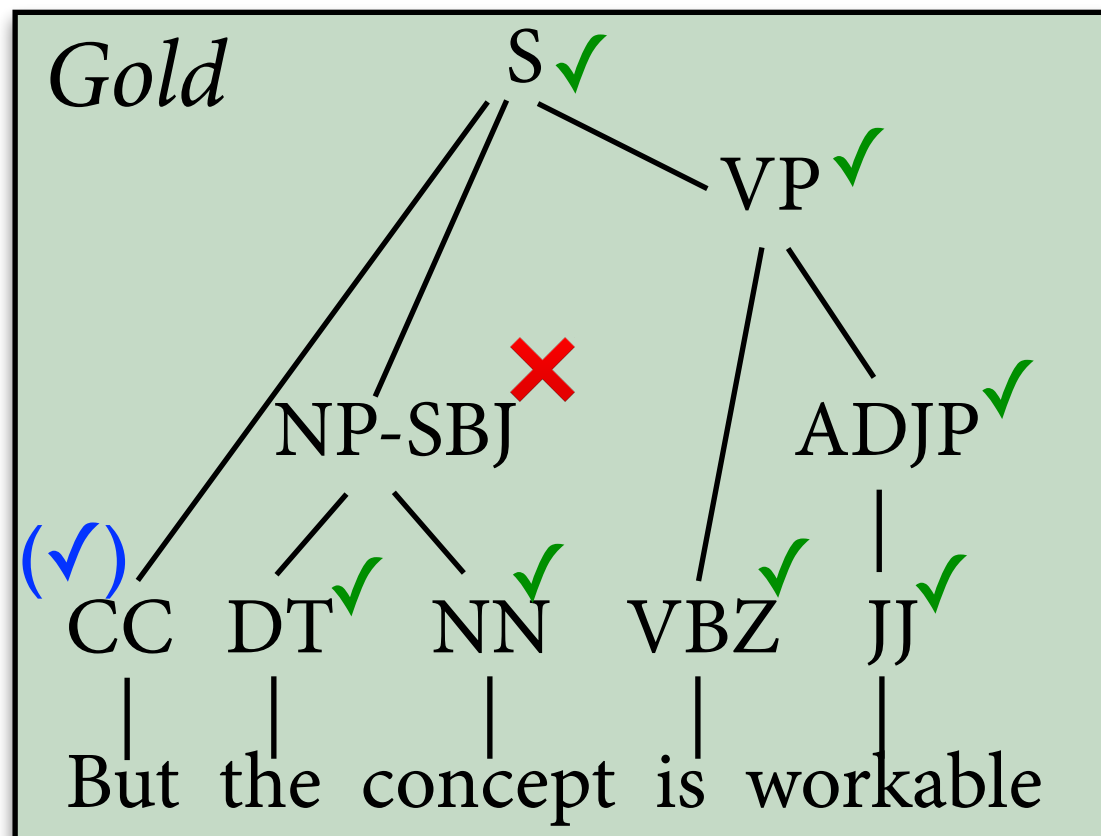 Gold
S ✓
VP ✓
NP-SBJ ❌ ADJP ✓
(✓)
CC DT ✓ NN ✓ VBZ ✓ JJ ✓
But the concept is workable